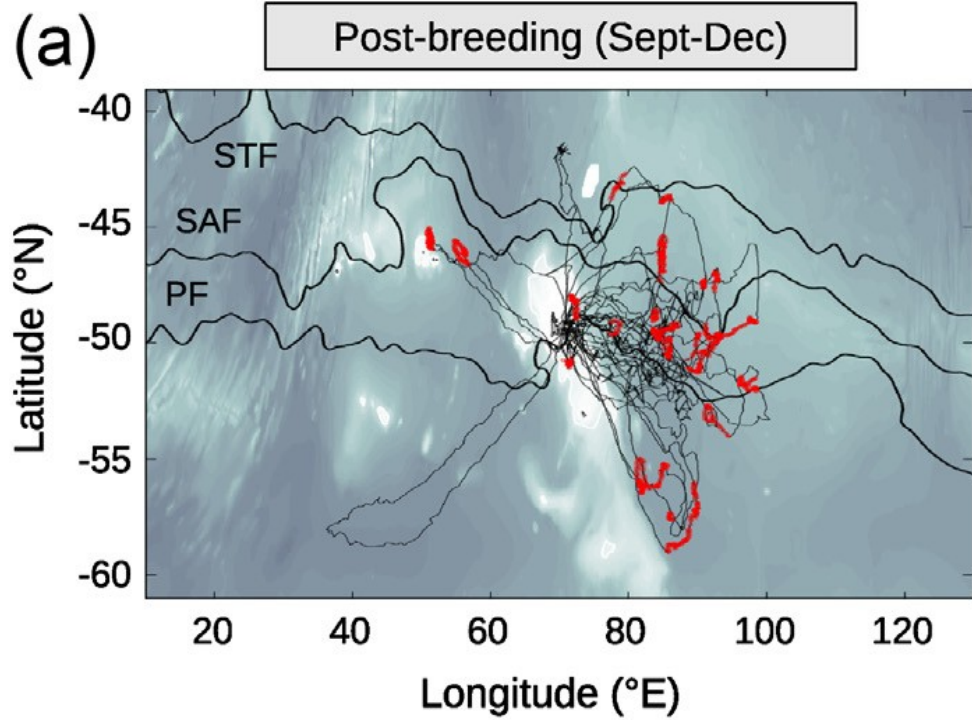 (a)
Post-breeding (Sept-Dec)
-40
STF
-45
SAF
PF
-50
-55
-60
Latitude (°N)
20 40 60 80 100 120
Longitude (°E)